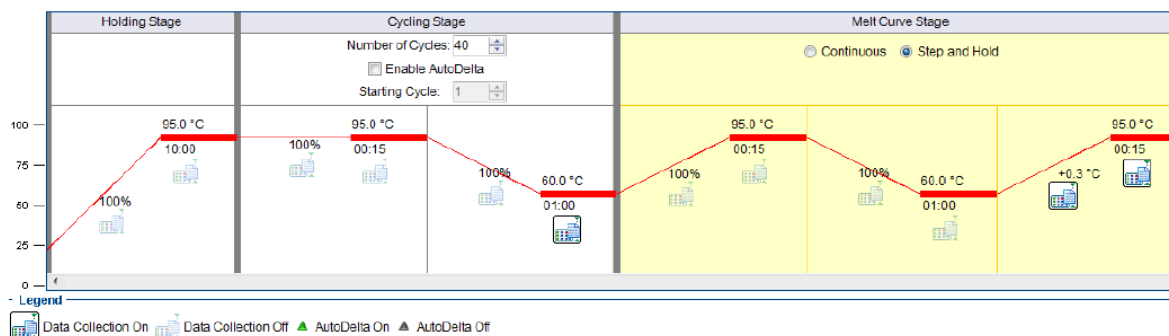 Holding Stage Cycling Stage Melt Curve Stage
Number of Cycles: 40
Continuous Step and Hold
Enable AutoDelta
Starting Cycle: 1
100 95.0 °C 95.0 °C 95.0 °C 95.0 °C
10:00 100% 00:15 00:15 00:15
75
100% 60.0 °C 100% 100% 60.0 °C +0.3 °C
100%
50 01:00 01:00
25
0
Legend
Data Collection On Data Collection Off AutoDelta On AutoDelta Off